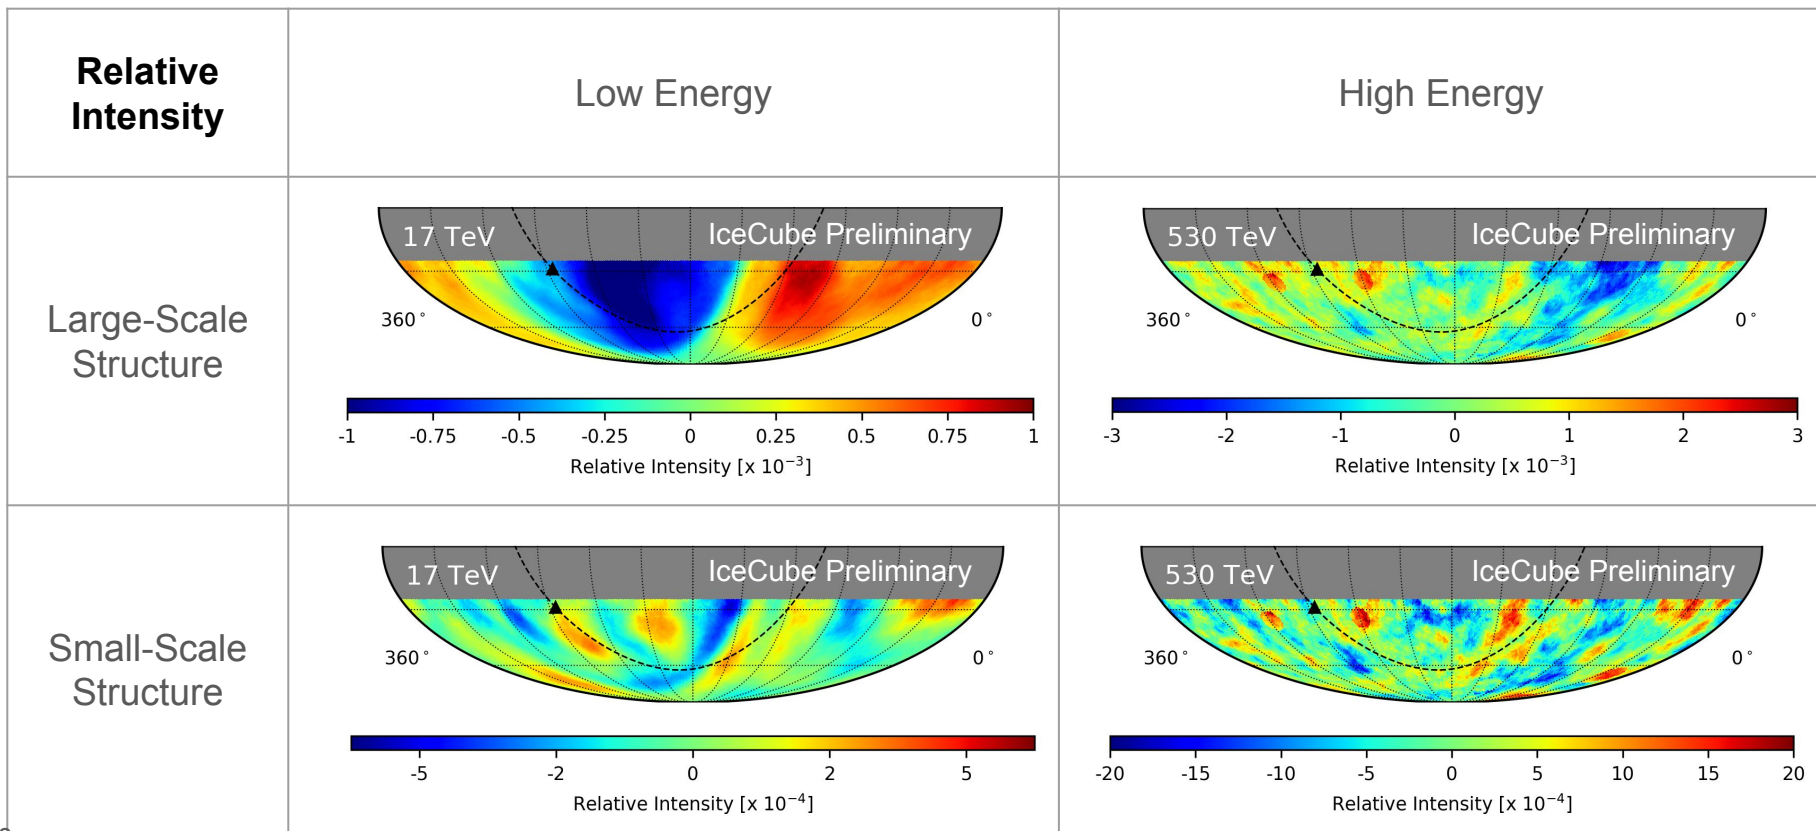 Relative
Intensity
Low Energy
High Energy
Large-Scale
Structure
17 TeV
IceCube Preliminary
360°
0°
-1 -0.75 -0.5 -0.25 0 0.25 0.5 0.75 1
Relative Intensity [x 10⁻³]
530 TeV
IceCube Preliminary
360°
0°
-3 -2 -1 0 1 2 3
Relative Intensity [x 10⁻³]
Small-Scale
Structure
17 TeV
IceCube Preliminary
360°
0°
-5 -2 0 2 5
Relative Intensity [x 10⁻⁴]
530 TeV
IceCube Preliminary
360°
0°
-20 -15 -10 -5 0 5 10 15 20
Relative Intensity [x 10⁻⁴]